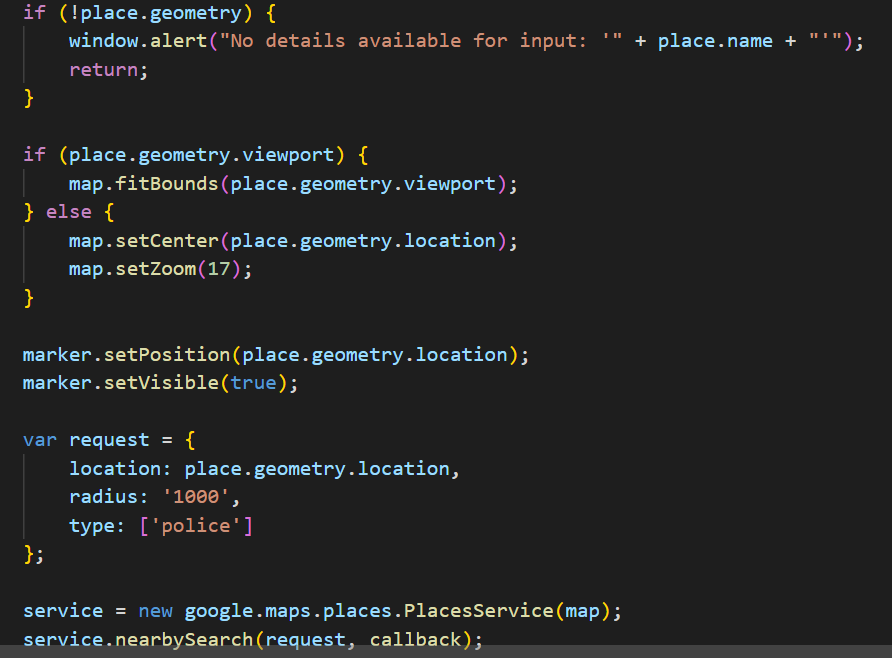 if (!place.geometry) {
    window.alert("No details available for input: '" + place.name + "'");
    return;
}

if (place.geometry.viewport) {
    map.fitBounds(place.geometry.viewport);
} else {
    map.setCenter(place.geometry.location);
    map.setZoom(17);
}

marker.setPosition(place.geometry.location);
marker.setVisible(true);

var request = {
    location: place.geometry.location,
    radius: '1000',
    type: ['police']
};

service = new google.maps.places.PlacesService(map);
service.nearbySearch(request, callback);